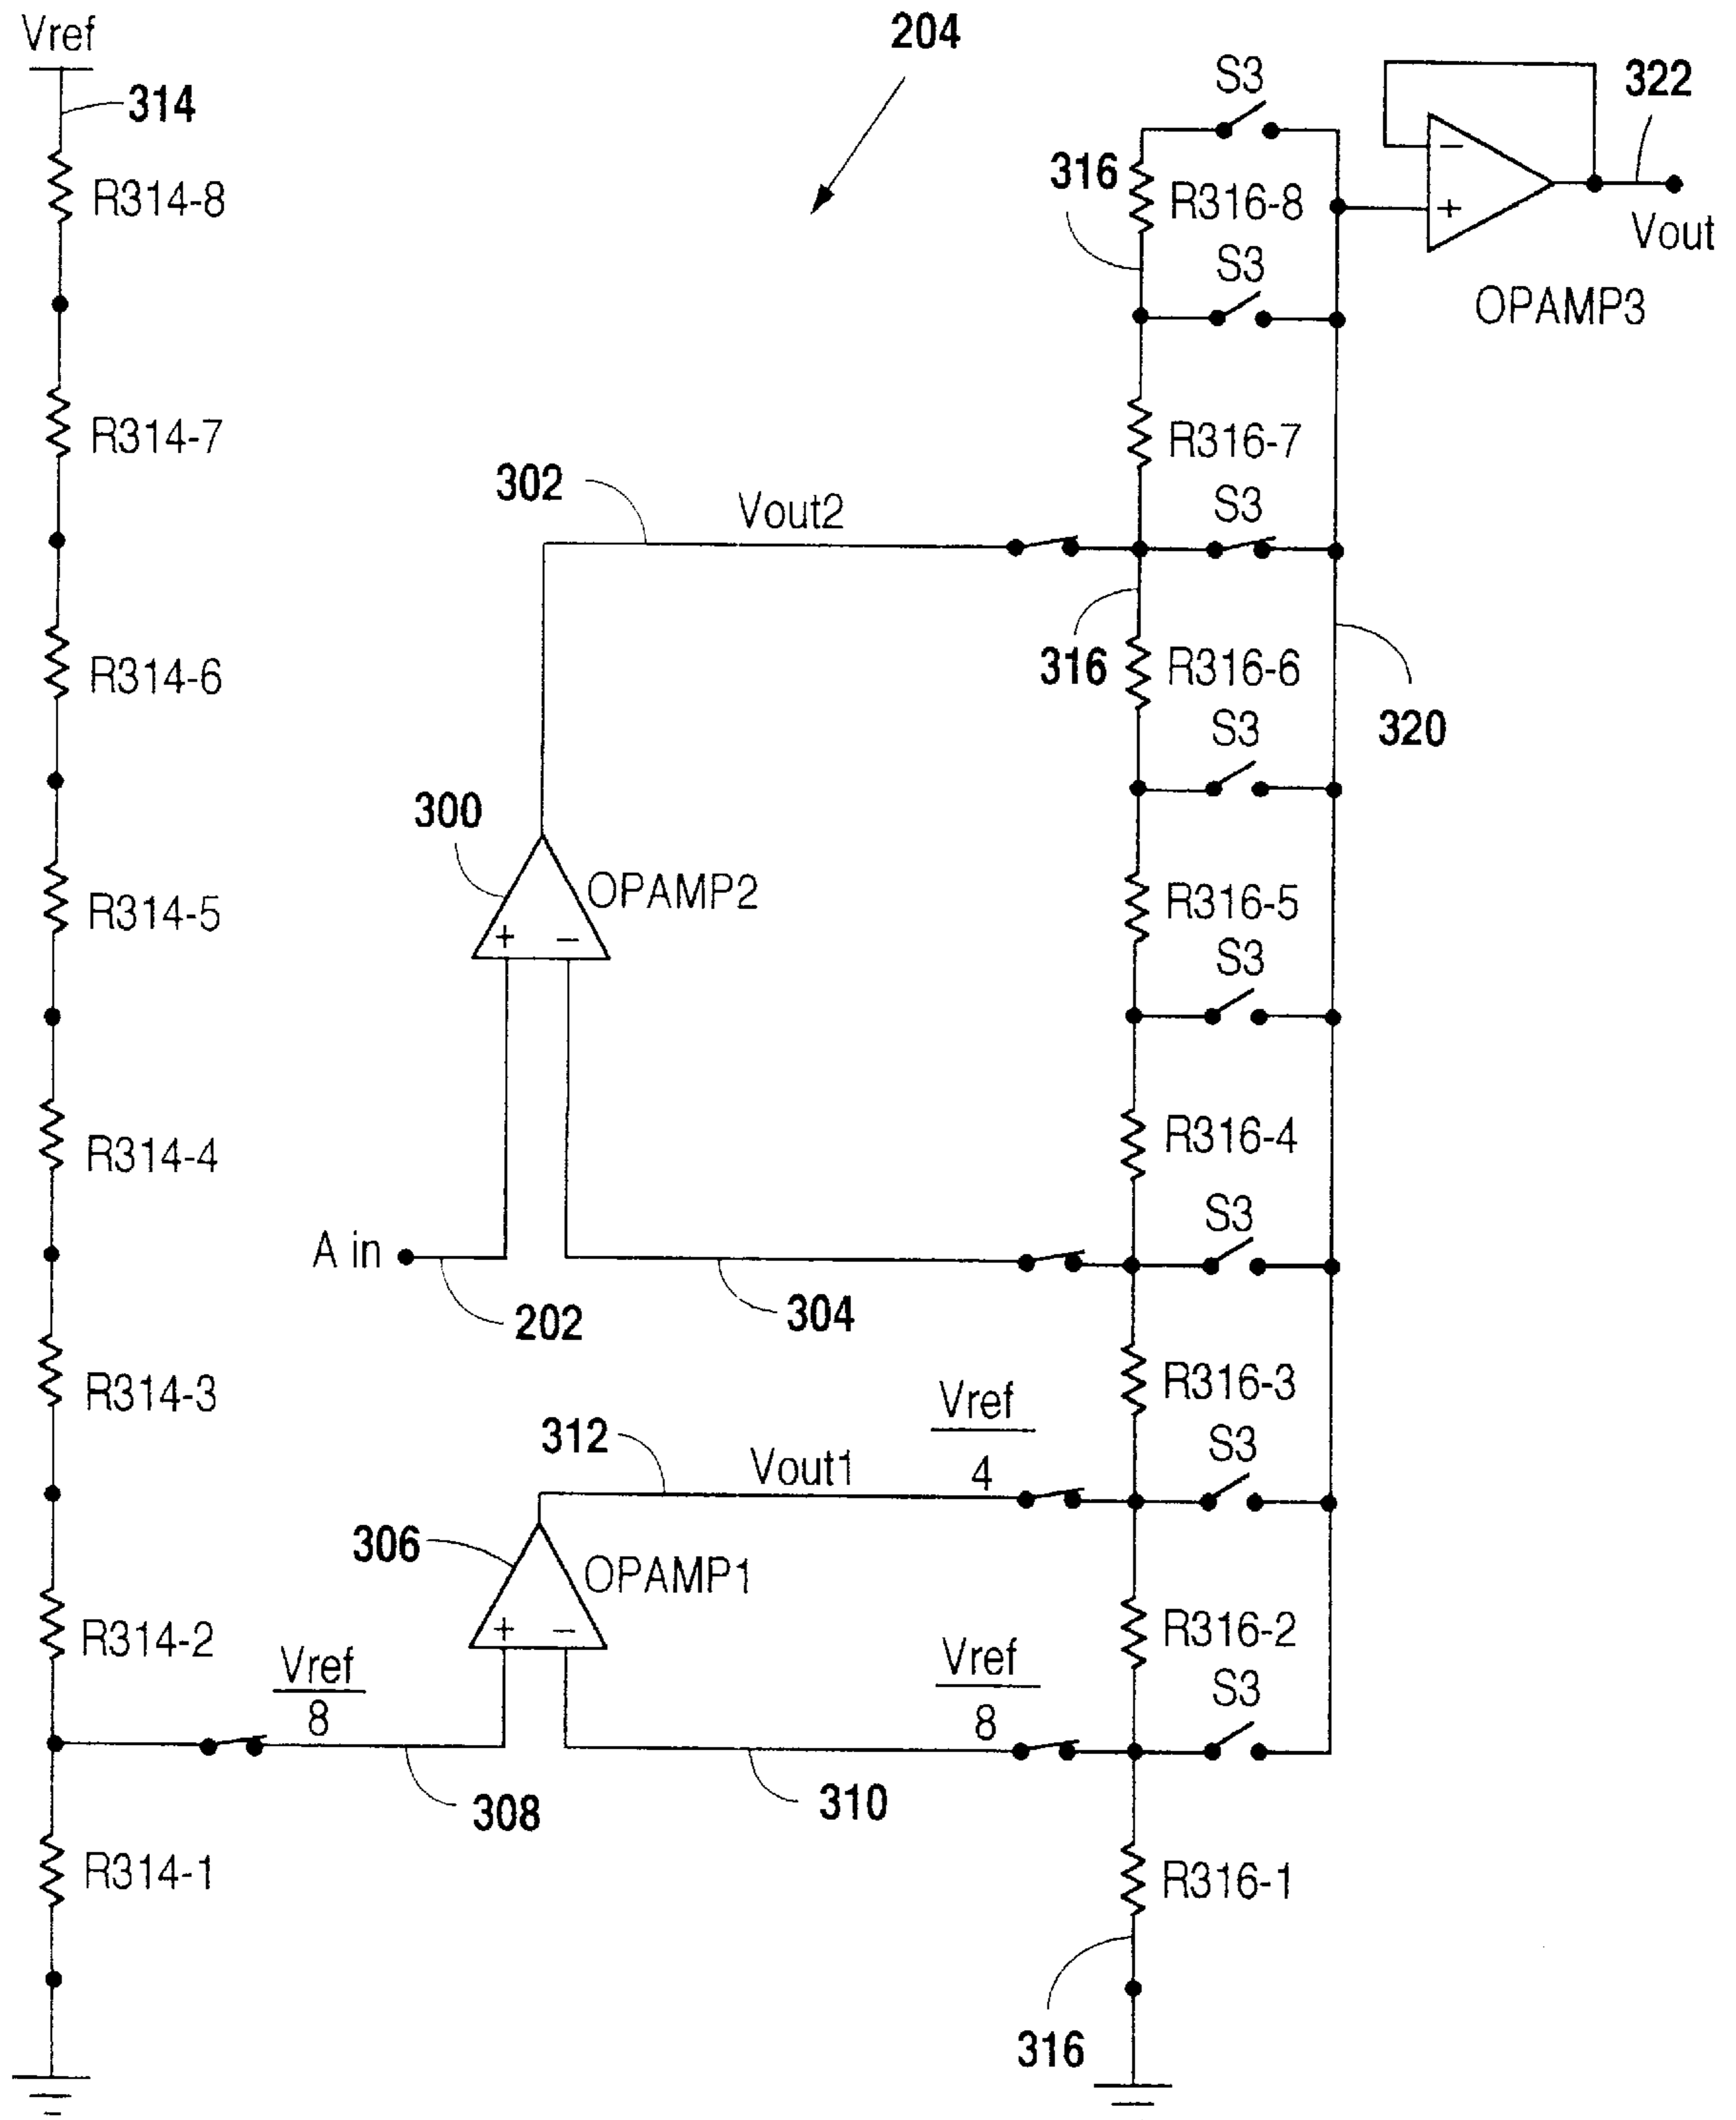 Vref
204
S3
322
314
316
R316-8
R314-8
Vout
S3
OPAMP3
R314-7
R316-7
302
Vout2
S3
316
R316-6
R314-6
S3
320
300
OPAMP2
R316-5
R314-5
+
−
S3
R314-4
R316-4
S3
A in
202
304
R314-3
R316-3
Vref
4
312
Vout1
S3
306
OPAMP1
R314-2
+
−
R316-2
Vref
8
Vref
8
S3
308
310
R314-1
R316-1
316
−
+